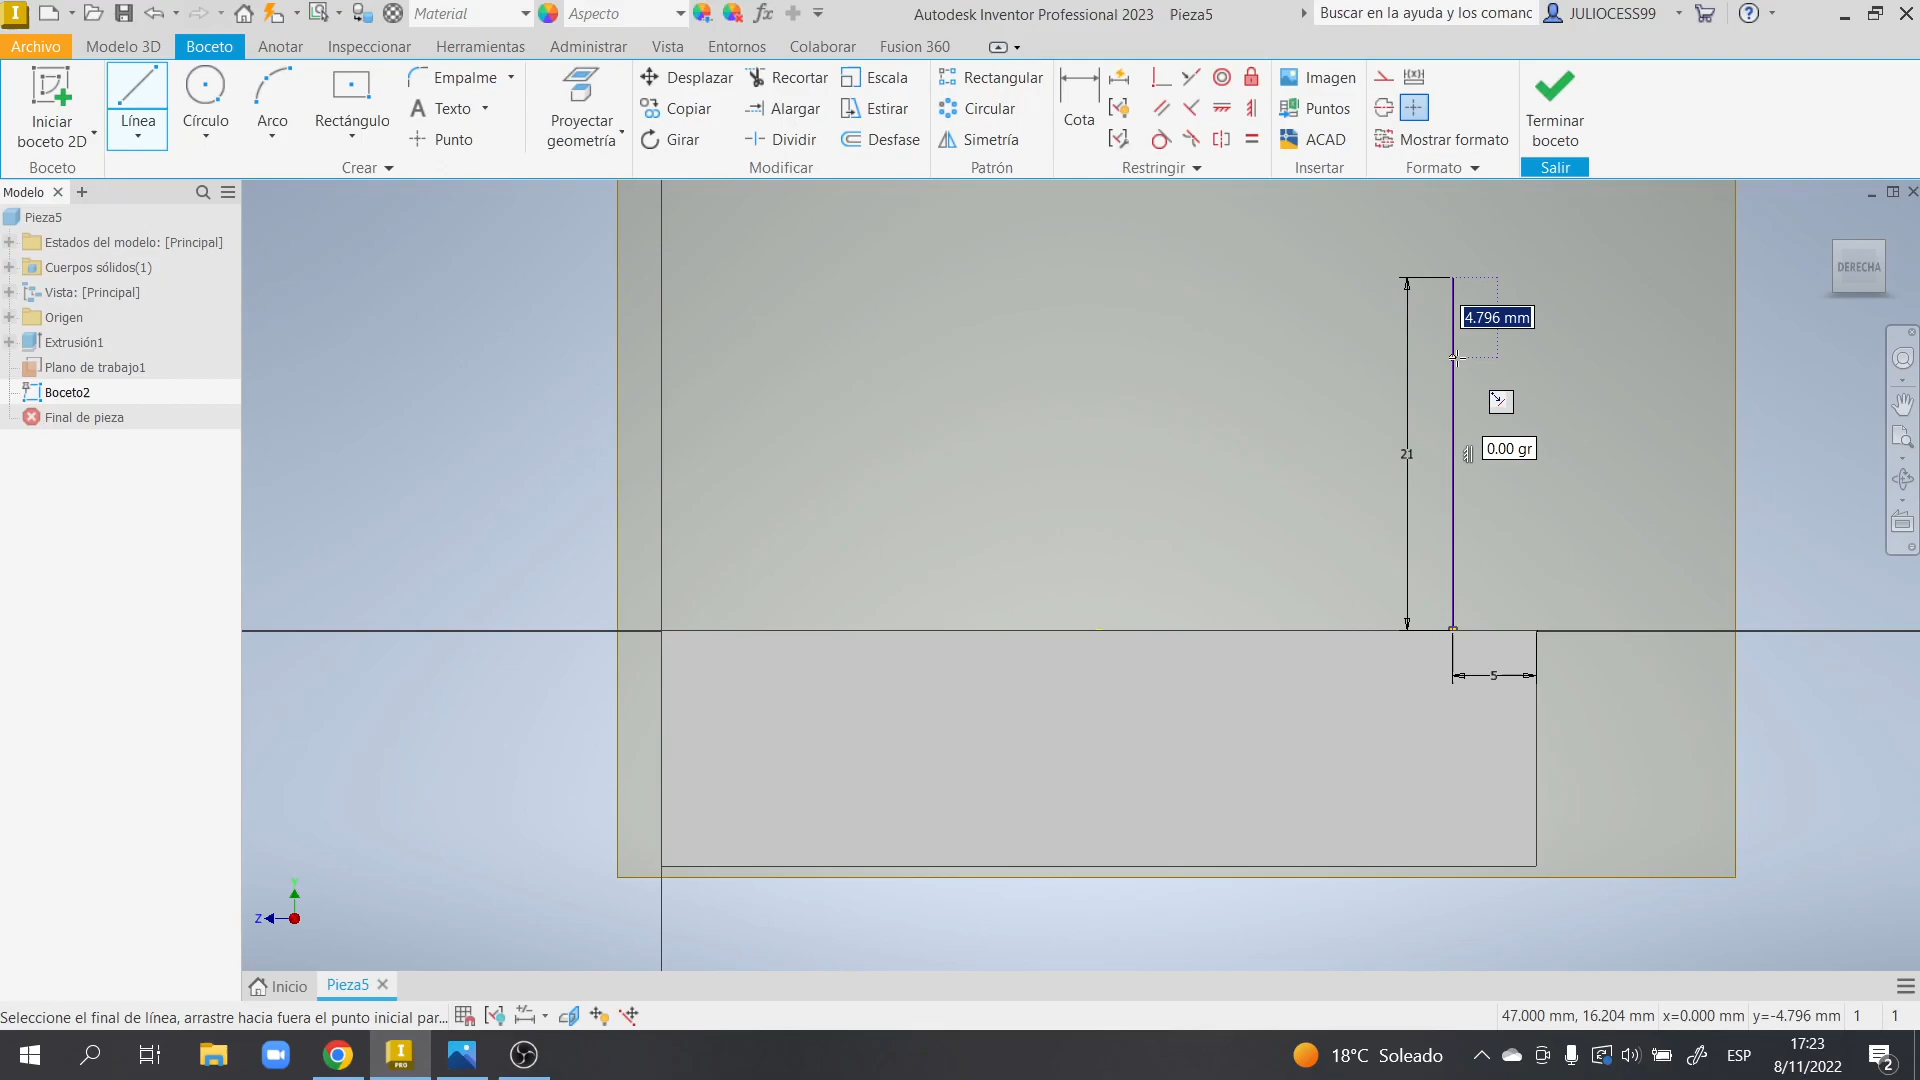 Material
Aspecto
Autodesk Inventor Professional 2023 Pieza5
Buscar en la ayuda y los comanc
JULIOCESS99
Archivo
Modelo 3D
Boceto
Anotar
Inspeccionar
Herramientas
Administrar
Vista
Entornos
Colaborar
Fusion 360
Iniciar
boceto 2D
Línea
Círculo
Arco
Rectángulo
Empalme
Texto
Punto
Proyectar
geometría
Desplazar
Copiar
Girar
Recortar
Alargar
Dividir
Escala
Estirar
Desfase
Rectangular
Circular
Simetría
Cota
Imagen
Puntos
ACAD
Mostrar formato
Terminar
boceto
Boceto
Crear
Modificar
Patrón
Restringir
Insertar
Formato
Salir
Modelo
Pieza5
Estados del modelo: [Principal]
Cuerpos sólidos(1)
Vista: [Principal]
Origen
Extrusión1
Plano de trabajo1
Boceto2
Final de pieza
DERECHA
4.796 mm
21
0.00 gr
5
Y
Z
Inicio
Pieza5
Seleccione el final de línea, arrastre hacia fuera el punto inicial par...
47.000 mm, 16.204 mm
x=0.000 mm
y=-4.796 mm
1
1
18°C Soleado
ESP
17:23
8/11/2022
2